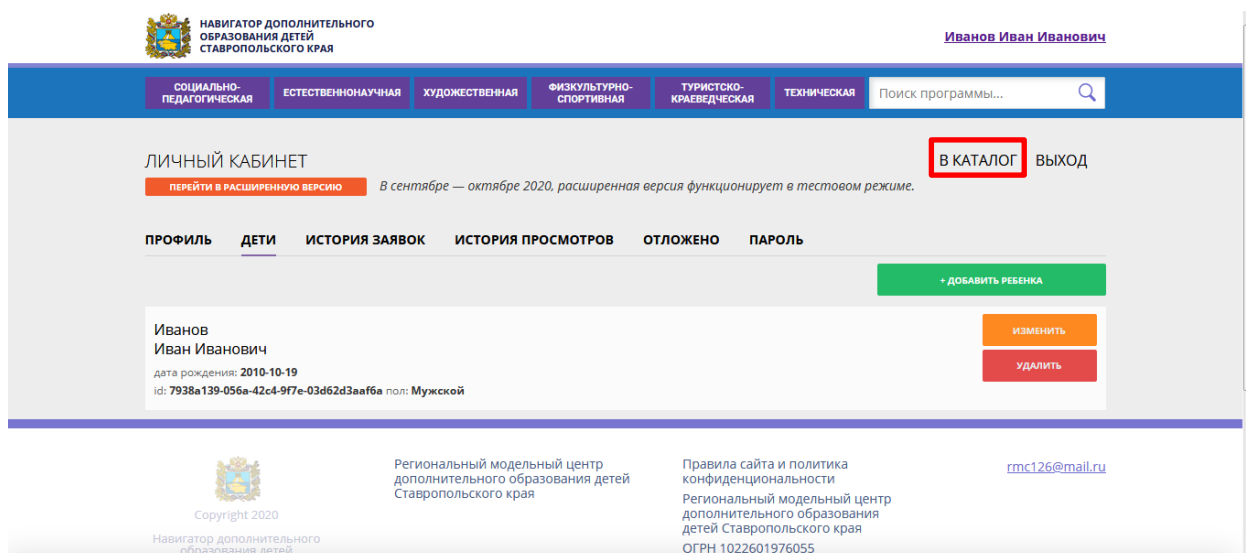 НАВИГАТОР ДОПОЛНИТЕЛЬНОГО
ОБРАЗОВАНИЯ ДЕТЕЙ
СТАВРОПОЛЬСКОГО КРАЯ
Иванов Иван Иванович
СОЦИАЛЬНО-
ПЕДАГОГИЧЕСКАЯ
ЕСТЕСТВЕННОНАУЧНАЯ
ХУДОЖЕСТВЕННАЯ
ФИЗКУЛЬТУРНО-
СПОРТИВНАЯ
ТУРИСТСКО-
КРАЕВЕДЧЕСКАЯ
ТЕХНИЧЕСКАЯ
Поиск программы...
ЛИЧНЫЙ КАБИНЕТ
В КАТАЛОГ ВЫХОД
ПЕРЕЙТИ В РАСШИРЕННУЮ ВЕРСИЮ
В сентябре — октябре 2020, расширенная версия функционирует в тестовом режиме.
ПРОФИЛЬ ДЕТИ ИСТОРИЯ ЗАЯВОК ИСТОРИЯ ПРОСМОТРОВ ОТЛОЖЕНО ПАРОЛЬ
+ ДОБАВИТЬ РЕБЕНКА
Иванов
Иван Иванович
дата рождения: 2010-10-19
id: 7938a139-056a-42c4-9f7e-03d62d3aaf6a пол: Мужской
ИЗМЕНИТЬ
УДАЛИТЬ
Copyright 2020
Навигатор дополнительного
образования детей
Региональный модельный центр
дополнительного образования детей
Ставропольского края
Правила сайта и политика
конфиденциональности
Региональный модельный центр
дополнительного образования
детей Ставропольского края
ОГРН 1022601976055
rmc126@mail.ru